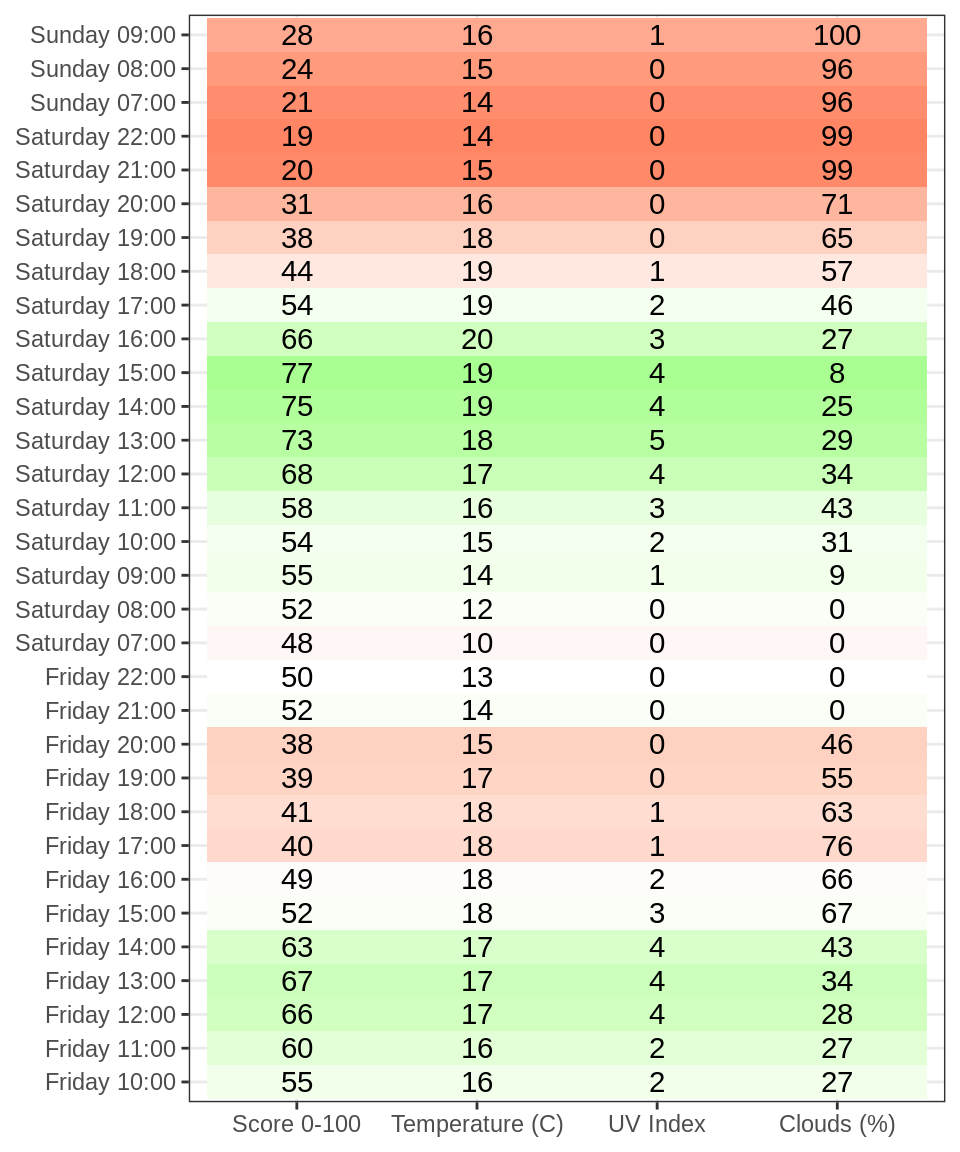 Sunday 09:00 28 16 1 100
Sunday 08:00 24 15 0 96
Sunday 07:00 21 14 0 96
Saturday 22:00 19 14 0 99
Saturday 21:00 20 15 0 99
Saturday 20:00 31 16 0 71
Saturday 19:00 38 18 0 65
Saturday 18:00 44 19 1 57
Saturday 17:00 54 19 2 46
Saturday 16:00 66 20 3 27
Saturday 15:00 77 19 4 8
Saturday 14:00 75 19 4 25
Saturday 13:00 73 18 5 29
Saturday 12:00 68 17 4 34
Saturday 11:00 58 16 3 43
Saturday 10:00 54 15 2 31
Saturday 09:00 55 14 1 9
Saturday 08:00 52 12 0 0
Saturday 07:00 48 10 0 0
Friday 22:00 50 13 0 0
Friday 21:00 52 14 0 0
Friday 20:00 38 15 0 46
Friday 19:00 39 17 0 55
Friday 18:00 41 18 1 63
Friday 17:00 40 18 1 76
Friday 16:00 49 18 2 66
Friday 15:00 52 18 3 67
Friday 14:00 63 17 4 43
Friday 13:00 67 17 4 34
Friday 12:00 66 17 4 28
Friday 11:00 60 16 2 27
Friday 10:00 55 16 2 27
Score 0-100 Temperature (C) UV Index Clouds (%)